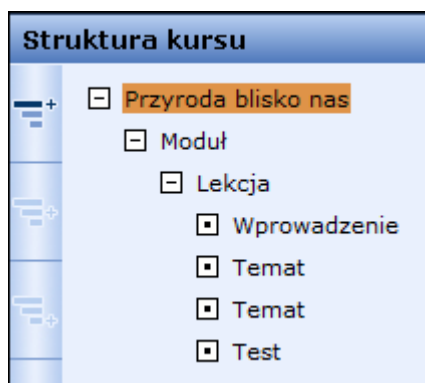 Struktura kursu
Przyroda blisko nas
Moduł
Lekcja
Wprowadzenie
Temat
Temat
Test